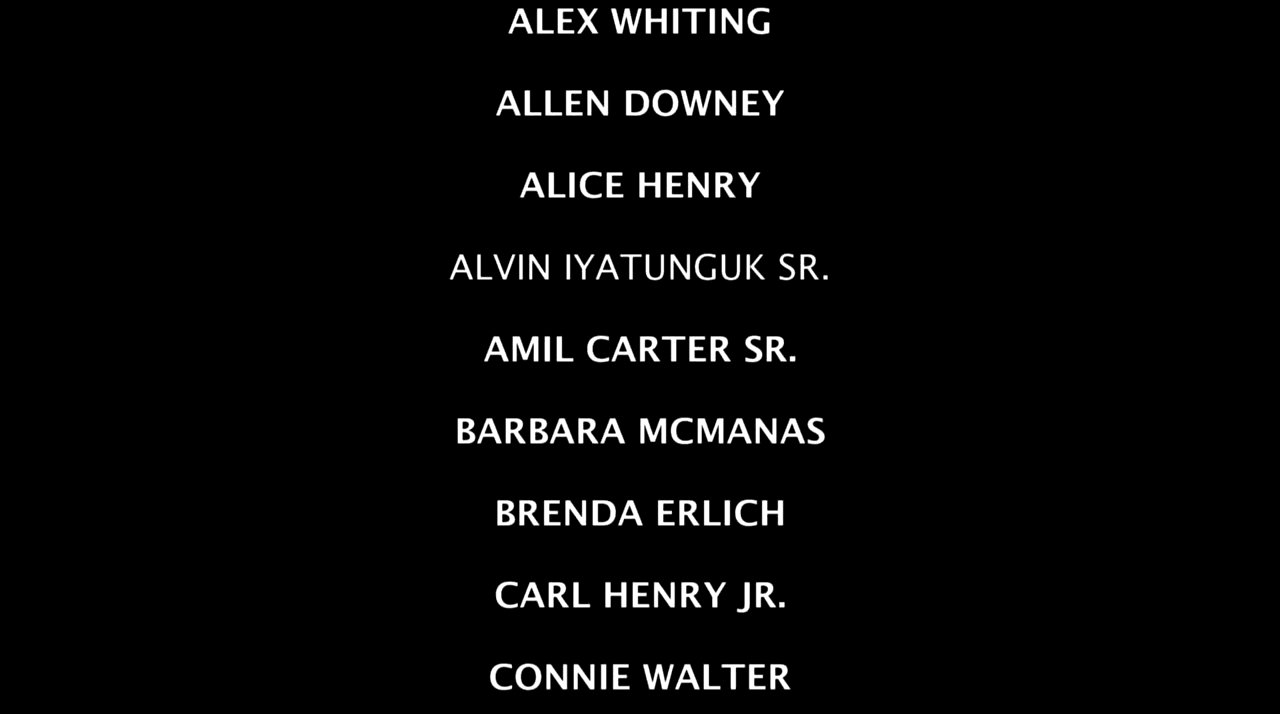 ALEX WHITING
ALLEN DOWNEY
ALICE HENRY
ALVIN IYATUNGUK SR.
AMIL CARTER SR.
BARBARA MCMANAS
BRENDA ERLICH
CARL HENRY JR.
CONNIE WALTER